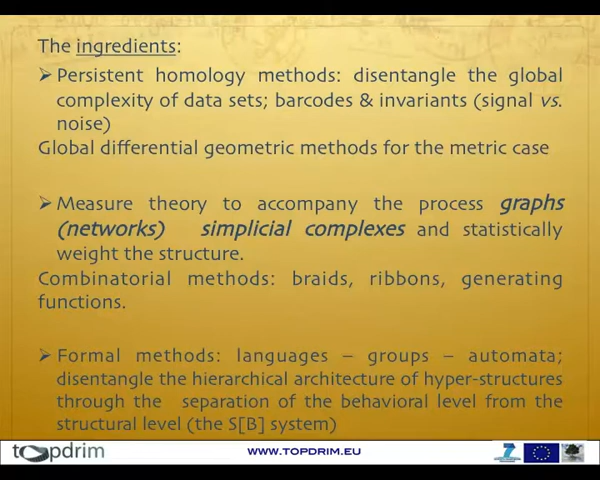 The ingredients:
➤ Persistent homology methods: disentangle the global
complexity of data sets; barcodes & invariants (signal vs.
noise)
Global differential geometric methods for the metric case
➤ Measure theory to accompany the process graphs
(networks) simplicial complexes and statistically
weight the structure.
Combinatorial methods: braids, ribbons, generating
functions.
➤ Formal methods: languages – groups – automata;
disentangle the hierarchical architecture of hyper-structures
through the separation of the behavioral level from the
structural level (the S[B] system)
topdrim
WWW.TOPDRIM.EU
7